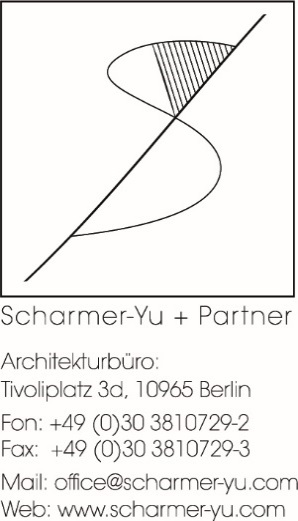 Scharmer-Yu + Partner
Architekturbüro:
Tivoliplatz 3d, 10965 Berlin
Fon: +49 (0)30 3810729-2
Fax: +49 (0)30 3810729-3
Mail: office@scharmer-yu.com
Web: www.scharmer-yu.com